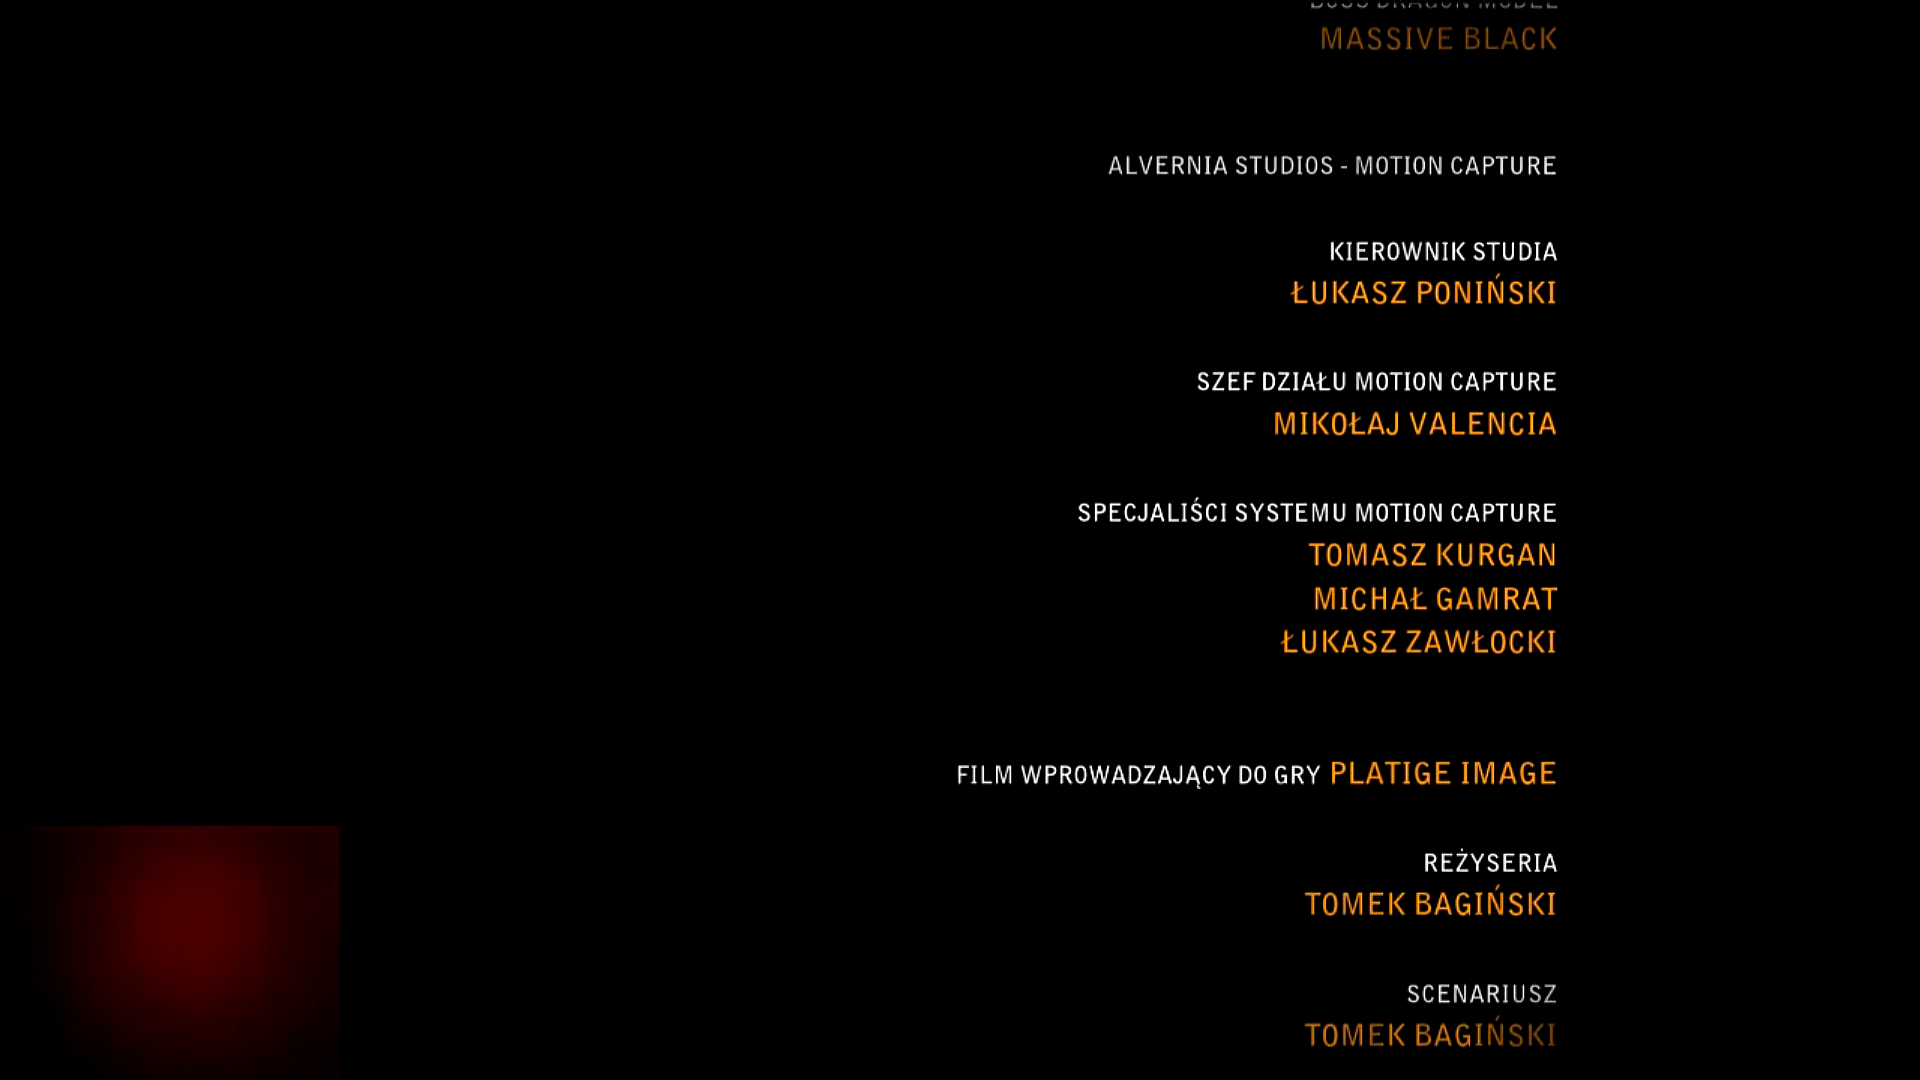 MASSIVE BLACK
ALVERNIA STUDIOS - MOTION CAPTURE
KIEROWNIK STUDIA
ŁUKASZ PONIŃSKI
SZEF DZIAŁU MOTION CAPTURE
MIKOŁAJ VALENCIA
SPECJALIŚCI SYSTEMU MOTION CAPTURE
TOMASZ KURGAN
MICHAŁ GAMRAT
ŁUKASZ ZAWŁOCKI
FILM WPROWADZAJĄCY DO GRY PLATIGE IMAGE
REŻYSERIA
TOMEK BAGIŃSKI
SCENARIUSZ
TOMEK BAGIŃSKI